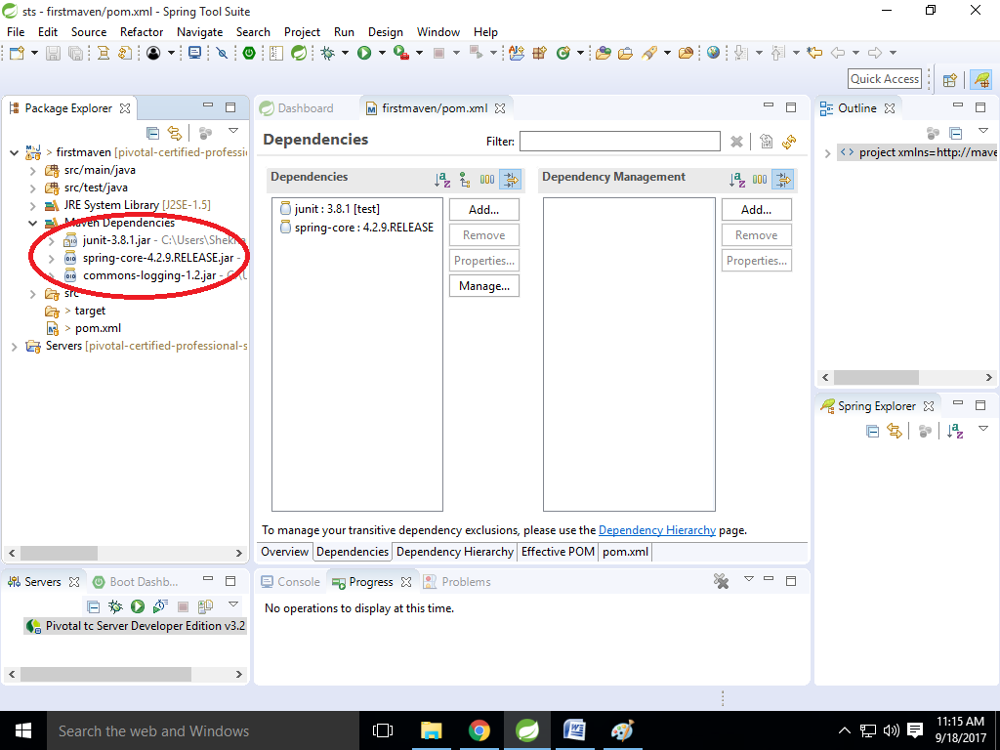 sts - firstmaven/pom.xml - Spring Tool Suite
File Edit Source Refactor Navigate Search Project Run Design Window Help
Quick Access
Package Explorer
> firstmaven [pivotal-certified-professi
src/main/java
src/test/java
JRE System Library [J2SE-1.5]
Maven Dependencies
junit-3.8.1.jar - C:\Users\Shekh
spring-core-4.2.9.RELEASE.jar -
commons-logging-1.2.jar - C:\U
src
> target
> pom.xml
Servers [pivotal-certified-professional-s
Dashboard
firstmaven/pom.xml
Dependencies
Filter:
Dependencies
junit : 3.8.1 [test]
spring-core : 4.2.9.RELEASE
Add...
Remove
Properties...
Manage...
Dependency Management
Add...
Remove
Properties...
To manage your transitive dependency exclusions, please use the Dependency Hierarchy page.
Overview Dependencies Dependency Hierarchy Effective POM pom.xml
Outline
<> project xmlns=http://mave
Spring Explorer
Servers Boot Dashb...
Pivotal tc Server Developer Edition v3.2
Console Progress Problems
No operations to display at this time.
Search the web and Windows
11:15 AM
9/18/2017